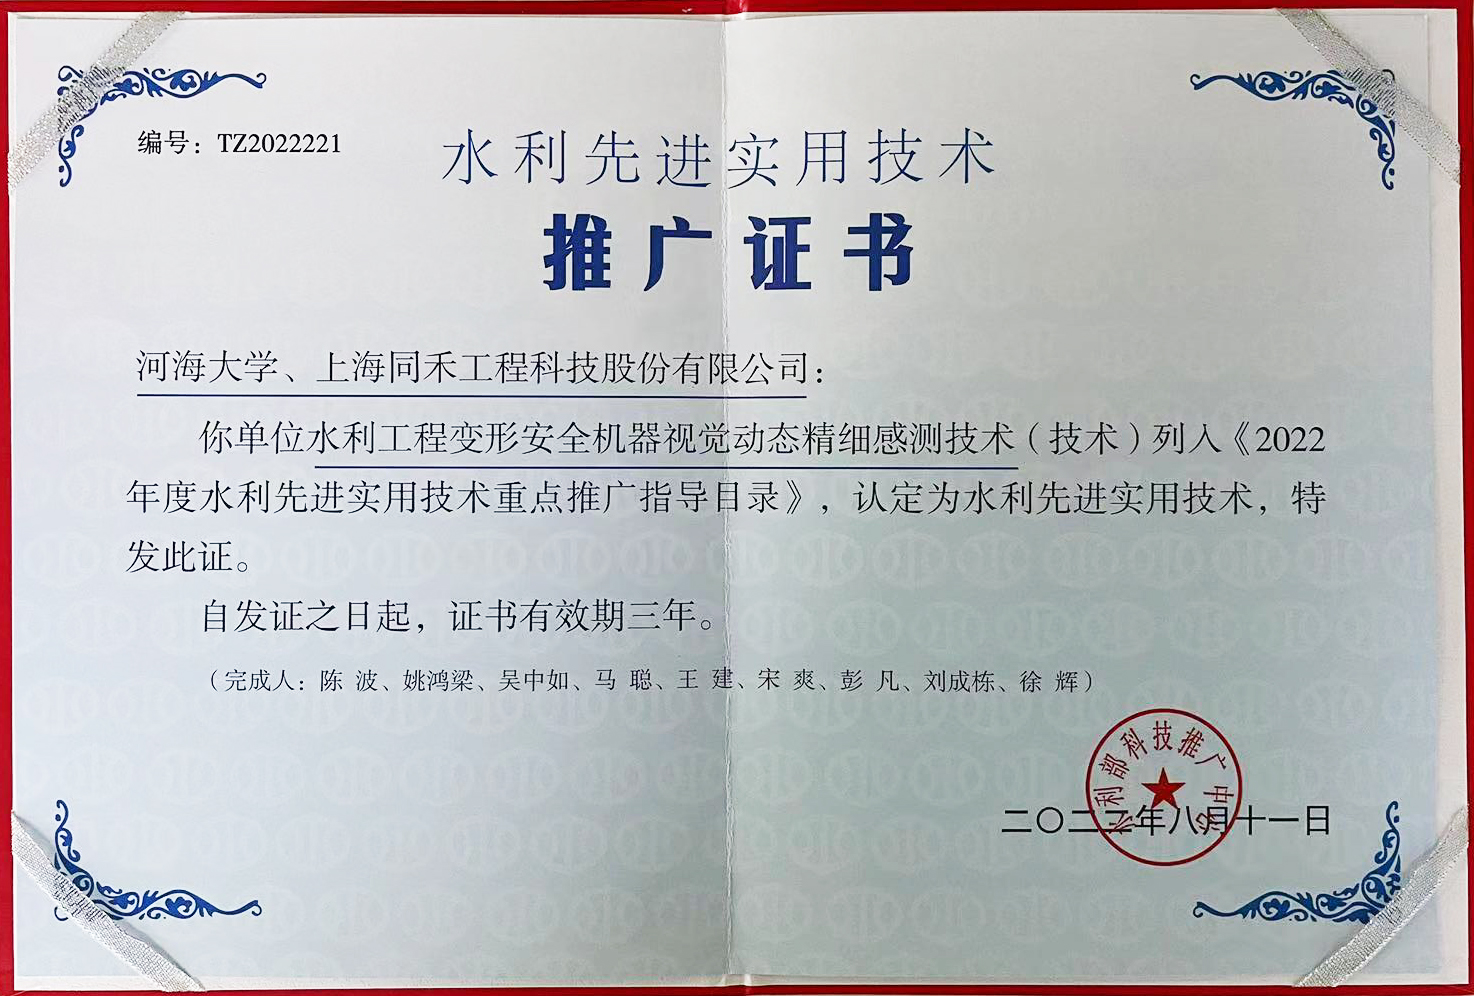 编号：TZ2022221
水利先进实用技术
推广证书
河海大学、上海同禾工程科技股份有限公司：
你单位水利工程变形安全机器视觉动态精细感测技术（技术）列入《2022
年度水利先进实用技术重点推广指导目录》，认定为水利先进实用技术，特
发此证。
自发证之日起，证书有效期三年。
（完成人：陈 波、姚鸿梁、吴中如、马 聪、王 建、宋 爽、彭 凡、刘成栋、徐 辉）
水利部科技推广中心
二〇二二年八月十一日